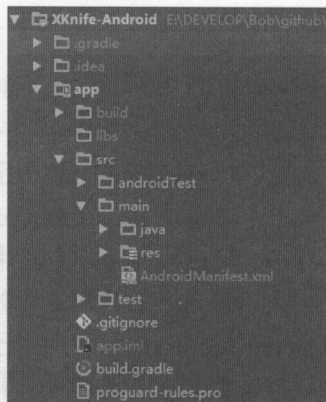 XKnife-Android E:\DEVELOP\Bob\github\
.gradle
.idea
app
build
libs
src
androidTest
main
java
res
AndroidManifest.xml
test
.gitignore
app.iml
build.gradle
proguard-rules.pro